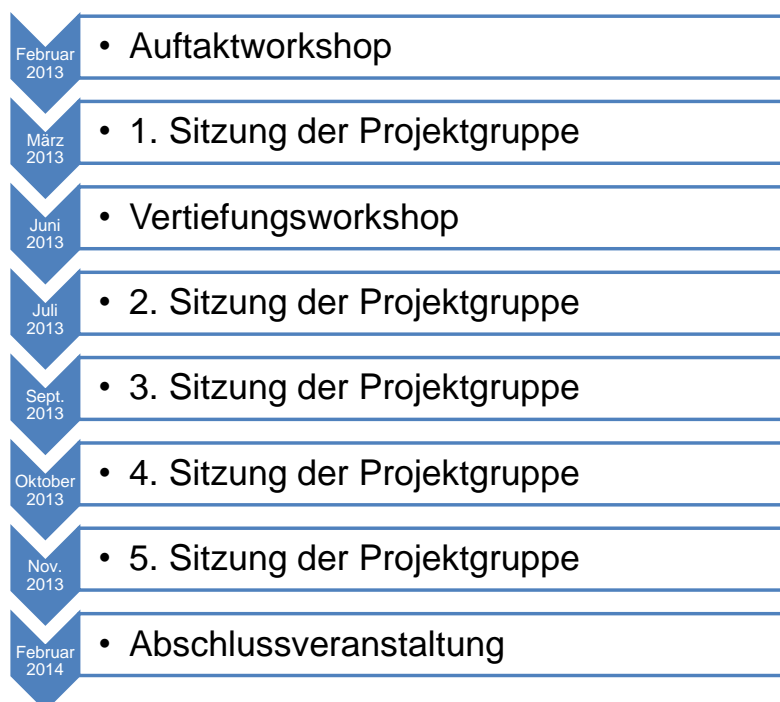 Februar
2013
• Auftaktworkshop
März
2013
• 1. Sitzung der Projektgruppe
Juni
2013
• Vertiefungsworkshop
Juli
2013
• 2. Sitzung der Projektgruppe
Sept.
2013
• 3. Sitzung der Projektgruppe
Oktober
2013
• 4. Sitzung der Projektgruppe
Nov.
2013
• 5. Sitzung der Projektgruppe
Februar
2014
• Abschlussveranstaltung